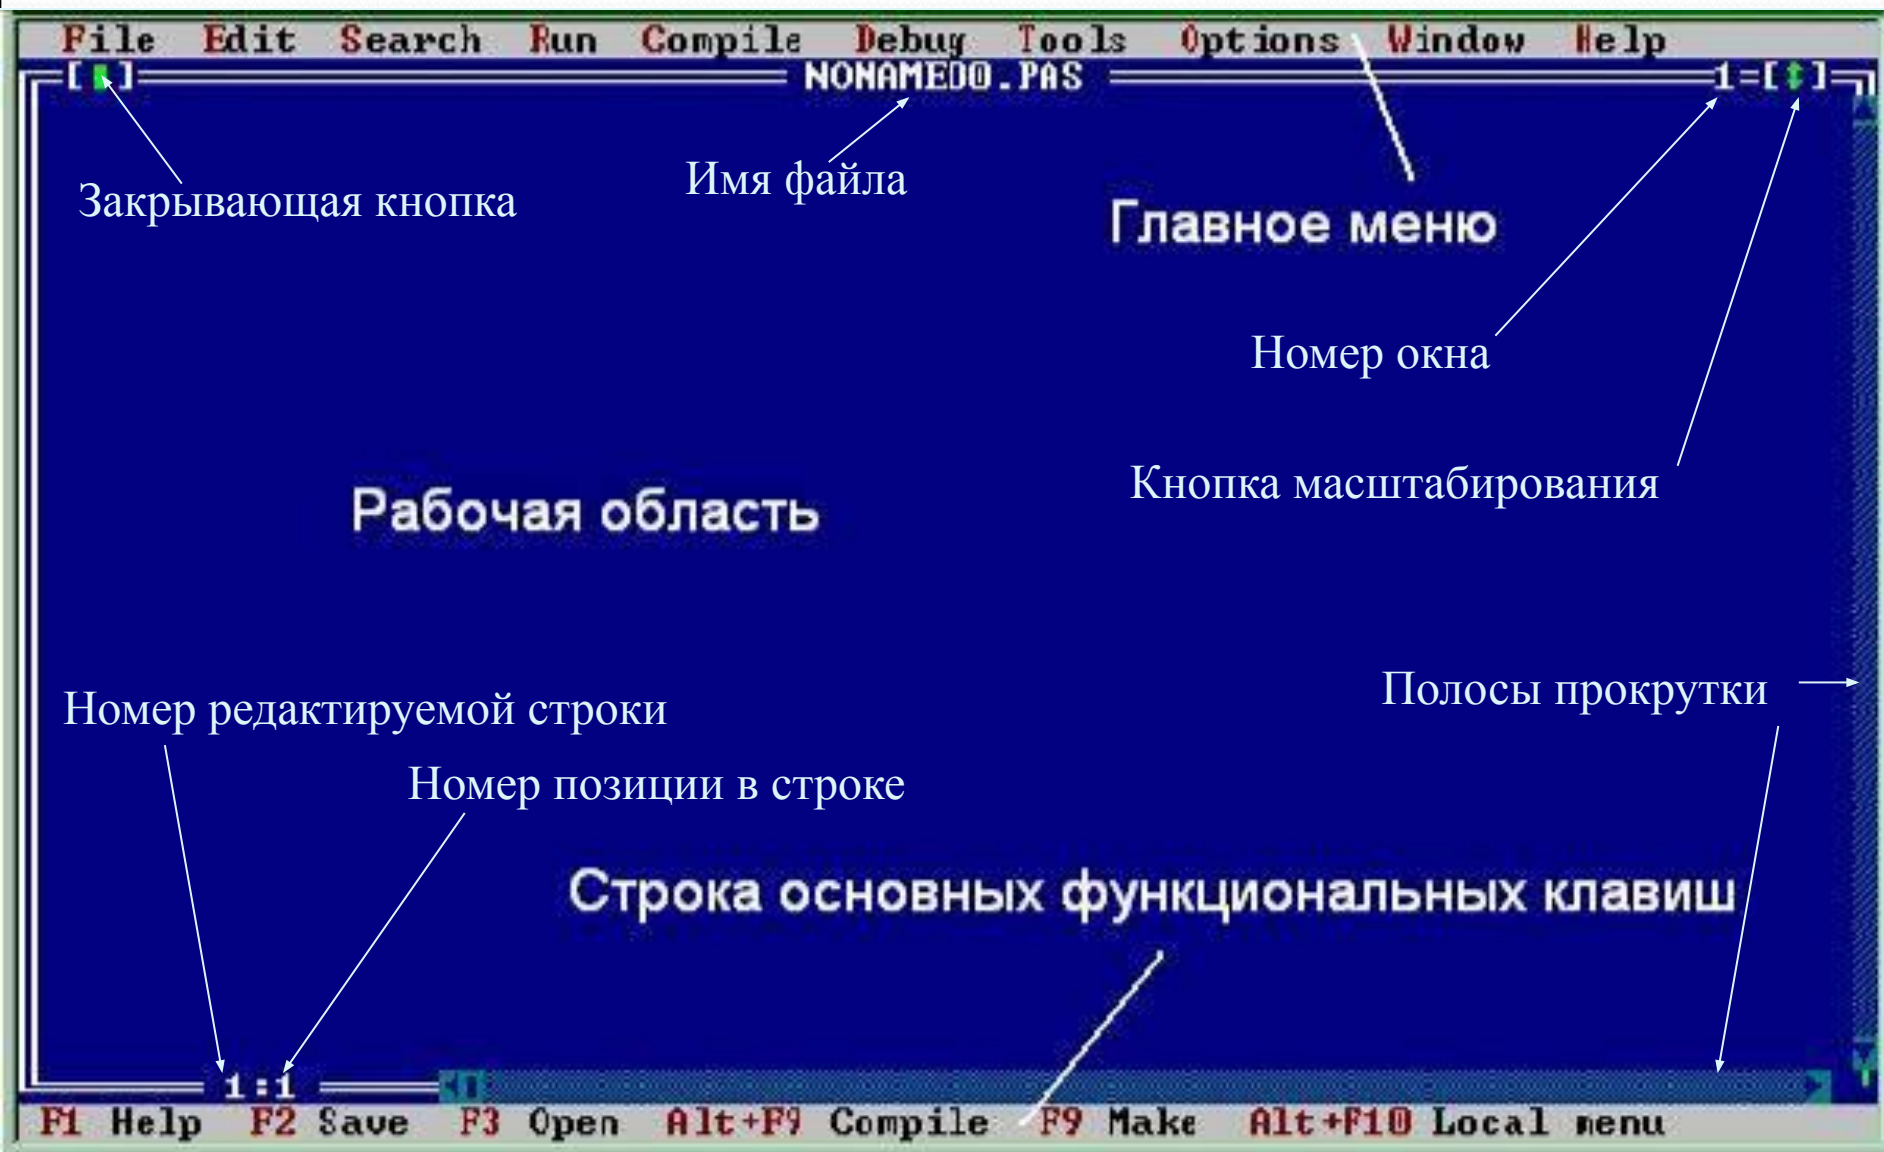 File Edit Search Run Compile Debug Tools Options Window Help
[ ] NONAME00.PAS 1=[↕]
Закрывающая кнопка
Имя файла
Главное меню
Номер окна
Кнопка масштабирования
Рабочая область
Полосы прокрутки
Номер редактируемой строки
Номер позиции в строке
Строка основных функциональных клавиш
1:1
F1 Help F2 Save F3 Open Alt+F9 Compile F9 Make Alt+F10 Local menu